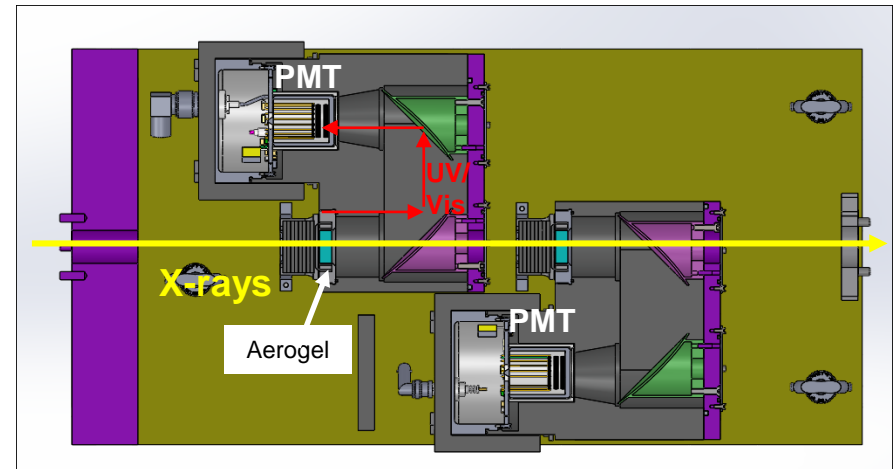 PMT
UV/
Vis
X-rays
Aerogel
PMT